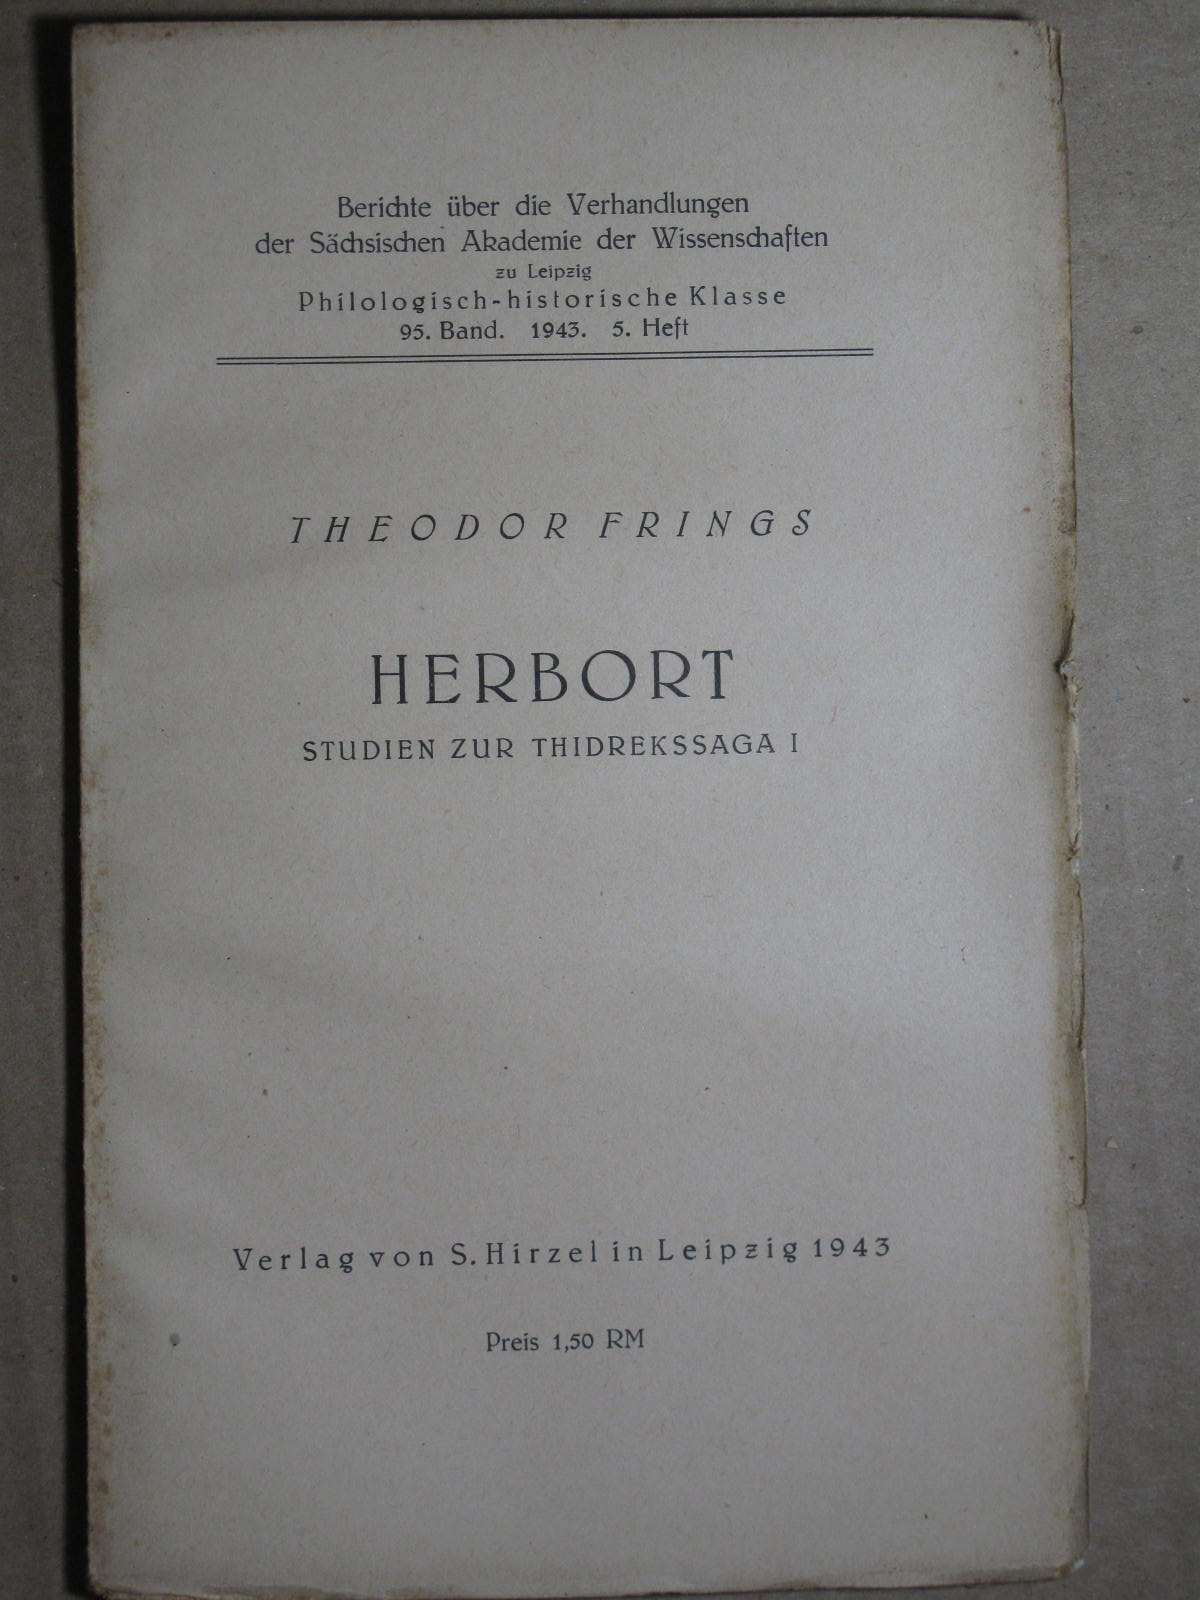 Berichte über die Verhandlungen
der Sächsischen Akademie der Wissenschaften
zu Leipzig
Philologisch-historische Klasse
95. Band. 1943. 5. Heft
THEODOR FRINGS
HERBORT
STUDIEN ZUR THIDREKSSAGA I
Verlag von S. Hirzel in Leipzig 1943
Preis 1,50 RM